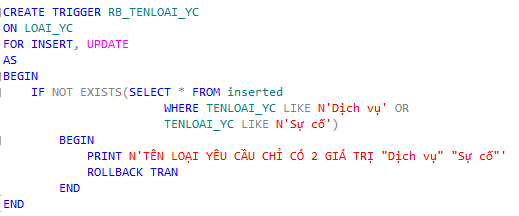 CREATE TRIGGER RB_TENLOAI_YC
ON LOAI_YC
FOR INSERT, UPDATE
AS
BEGIN
IF NOT EXISTS(SELECT * FROM inserted
WHERE TENLOAI_YC LIKE N'Dịch vụ' OR
TENLOAI_YC LIKE N'Sự cố')
BEGIN
PRINT N'TÊN LOẠI YÊU CẦU CHỈ CÓ 2 GIÁ TRỊ "Dịch vụ" "Sự cố"'
ROLLBACK TRAN
END
END